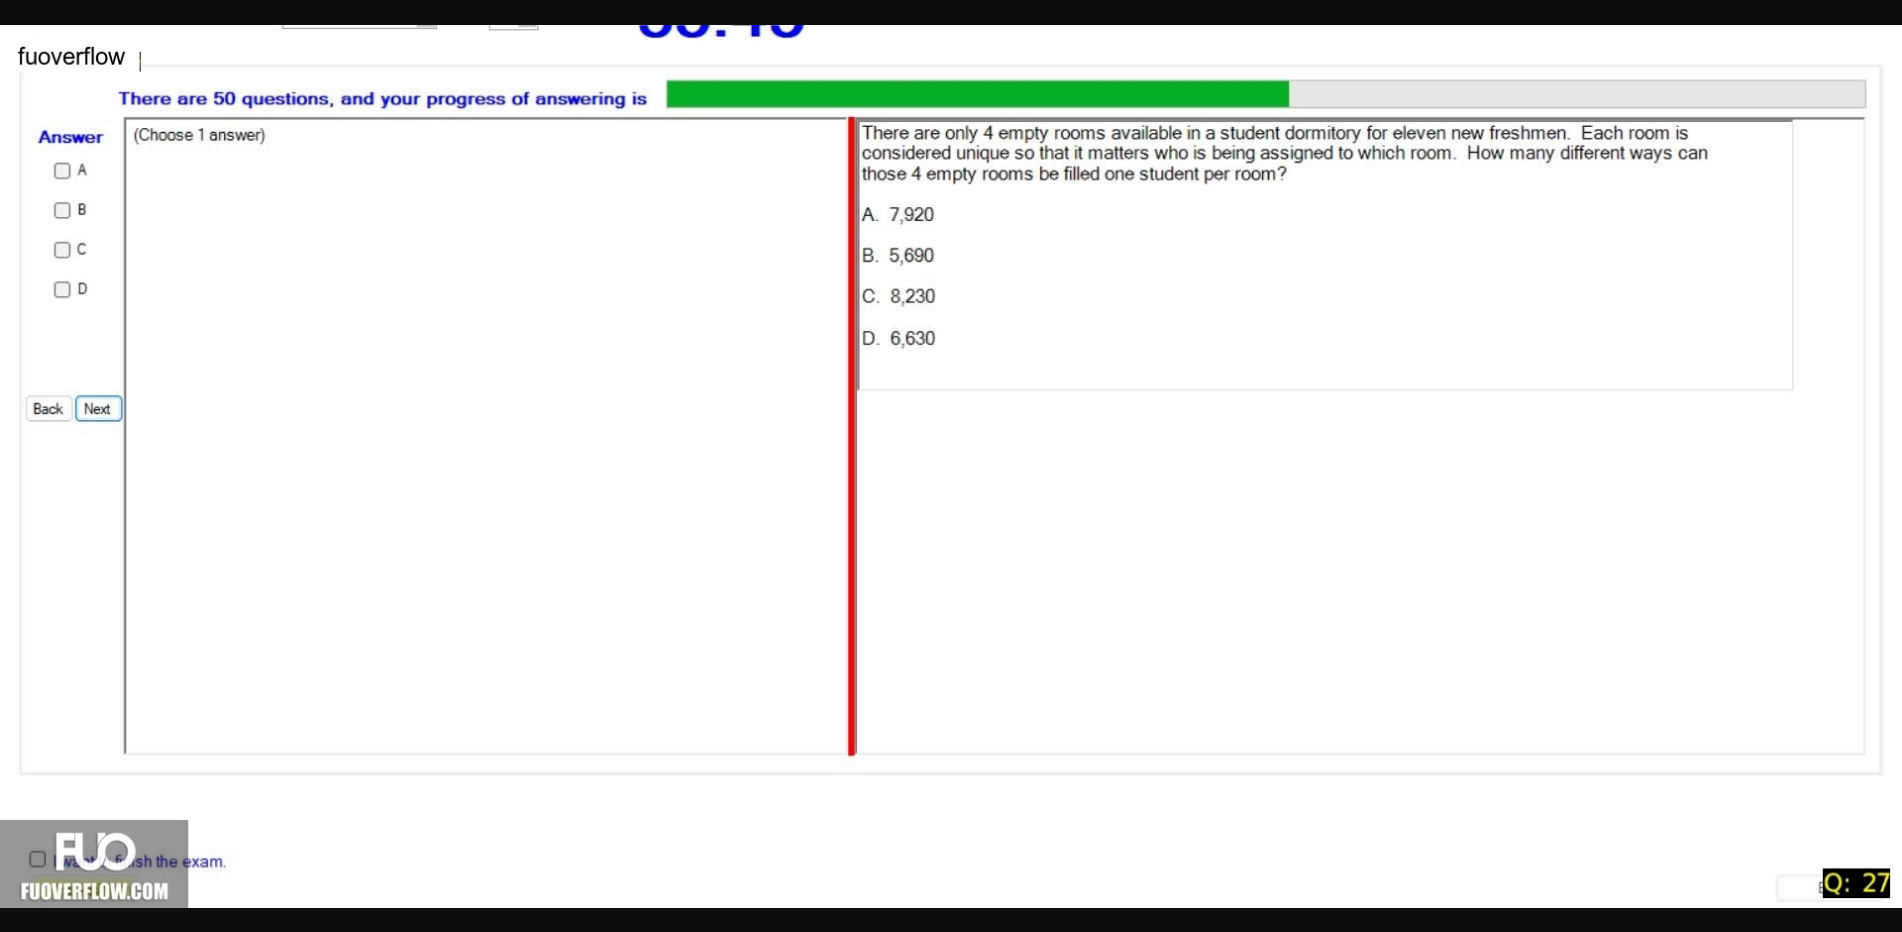 fuoverflow
There are 50 questions, and your progress of answering is
Answer
(Choose 1 answer)
A
B
C
D
Back
Next
There are only 4 empty rooms available in a student dormitory for eleven new freshmen. Each room is
considered unique so that it matters who is being assigned to which room. How many different ways can
those 4 empty rooms be filled one student per room?
A. 7,920
B. 5,690
C. 8,230
D. 6,630
FUO
FUOVERFLOW.COM
the exam.
Q: 27